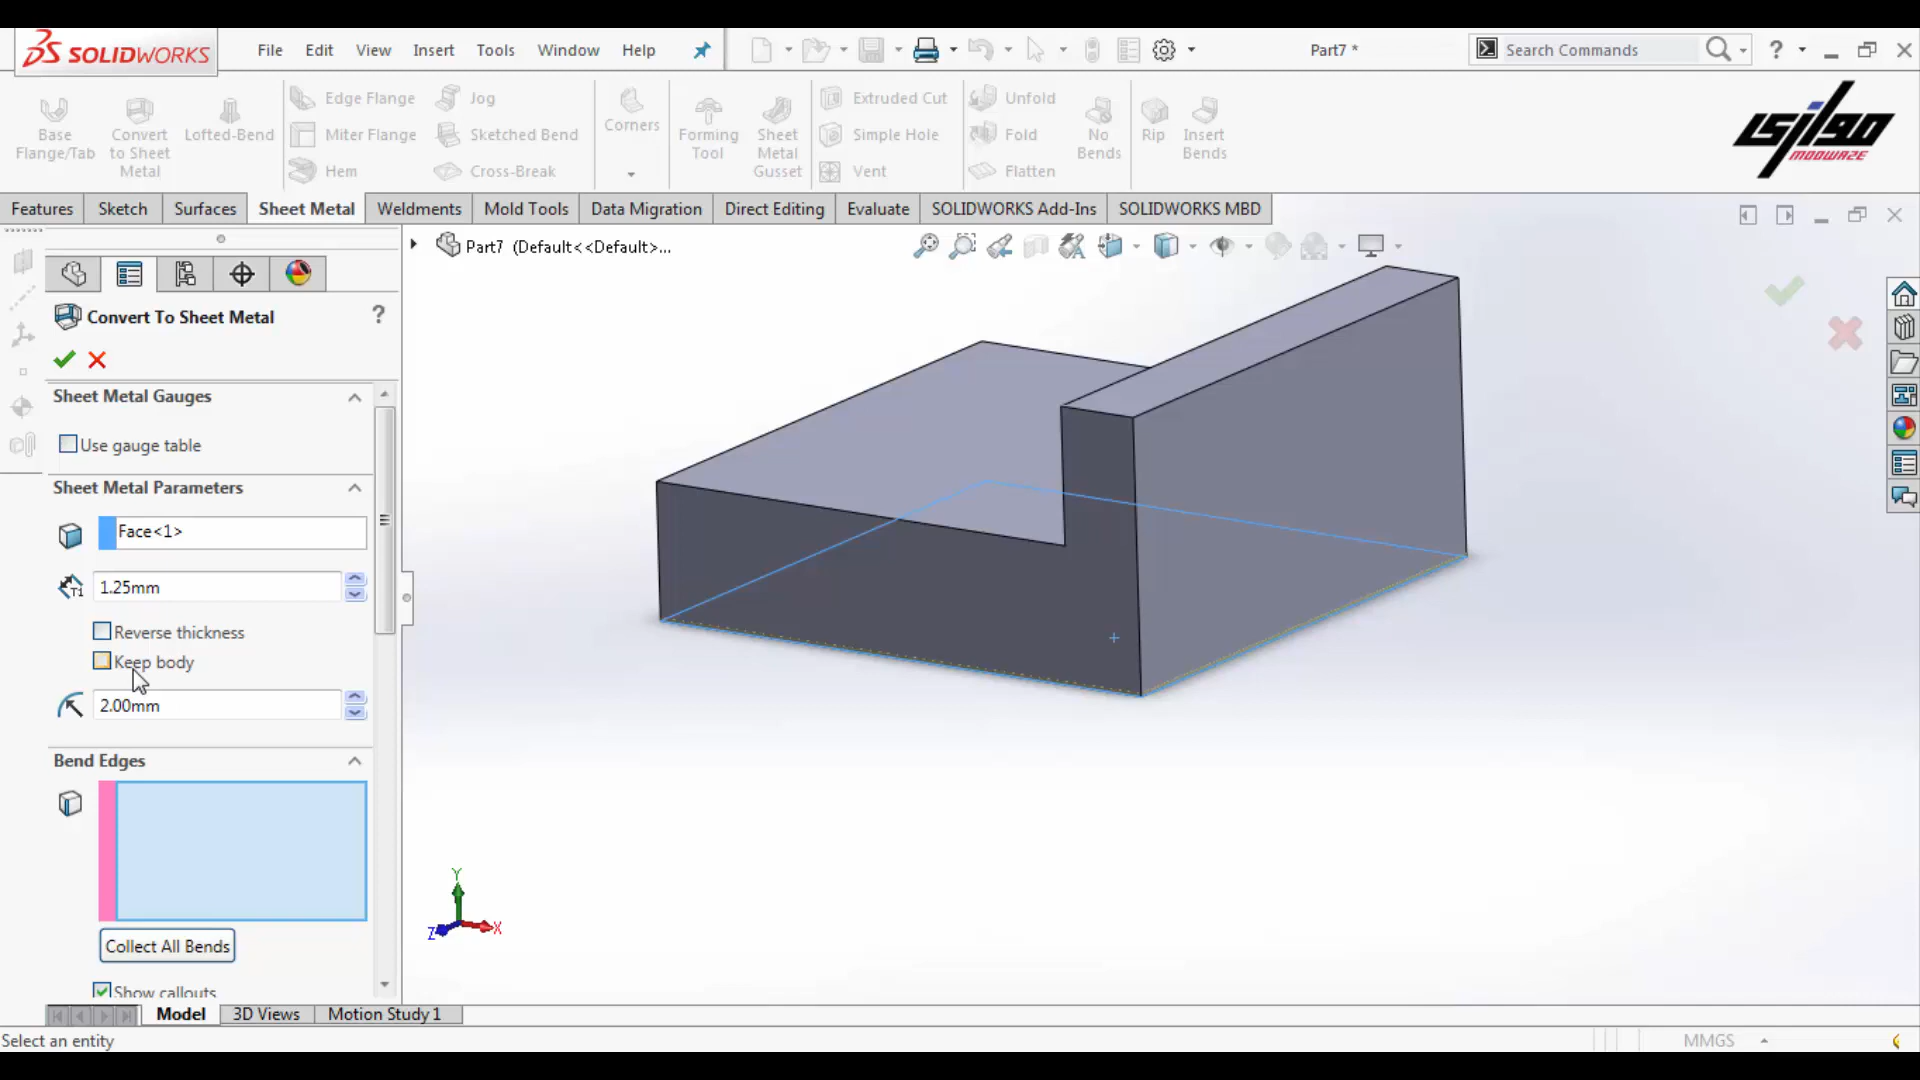 SOLIDWORKS
File Edit View Insert Tools Window Help
Part7 *
Search Commands
?
موازی
MOOWAZE
Base Flange/Tab
Convert to Sheet Metal
Lofted-Bend
Edge Flange
Miter Flange
Hem
Jog
Sketched Bend
Cross-Break
Corners
Forming Tool
Sheet Metal Gusset
Extruded Cut
Simple Hole
Vent
Unfold
Fold
Flatten
No Bends
Rip
Insert Bends
Features Sketch Surfaces Sheet Metal Weldments Mold Tools Data Migration Direct Editing Evaluate SOLIDWORKS Add-Ins SOLIDWORKS MBD
Part7 (Default<<Default>...
Convert To Sheet Metal
?
Sheet Metal Gauges
Use gauge table
Sheet Metal Parameters
Face<1>
T1
1.25mm
Reverse thickness
Keep body
2.00mm
Bend Edges
Collect All Bends
Show callouts
Y
Z
X
Model 3D Views Motion Study 1
Select an entity
MMGS